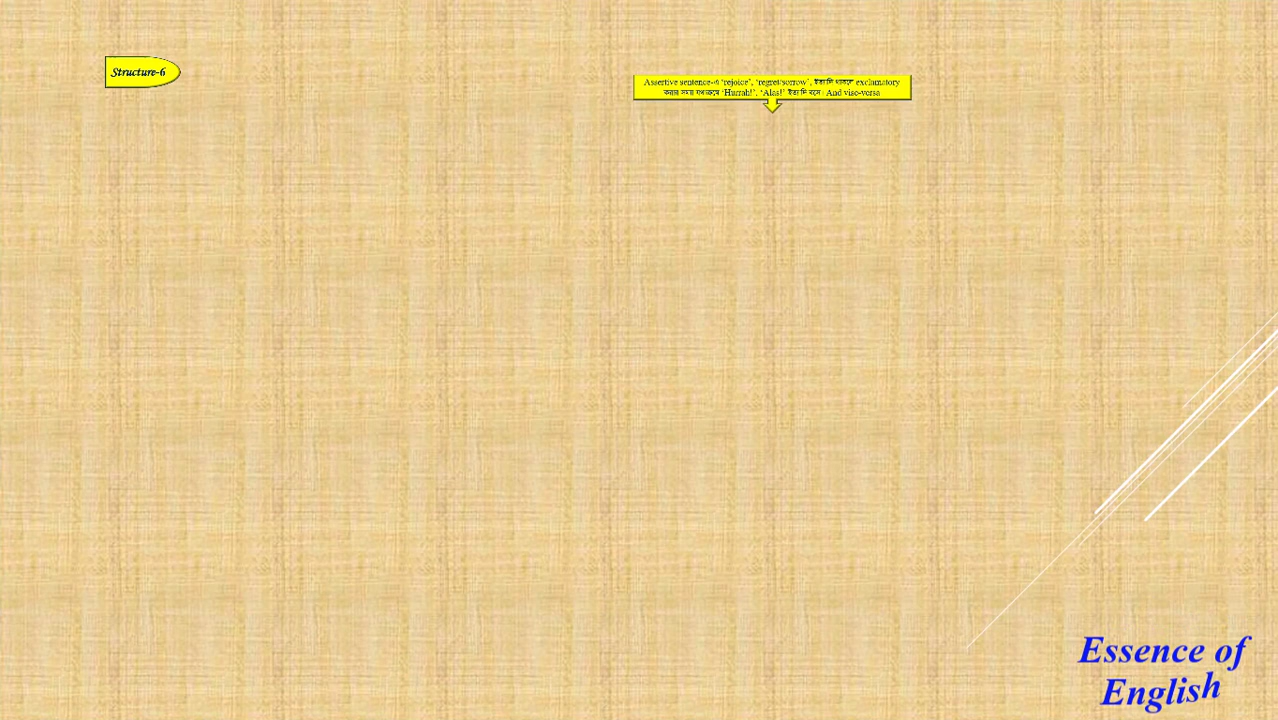 Structure-6
Assertive sentence-এ ‘rejoice’, ‘regret/sorrow’, ইত্যাদি থাকলে exclamatory
করার সময় যথাক্রমে ‘Hurrah!’, ‘Alas!’ ইত্যাদি বসে। And vise-versa
Essence of
English